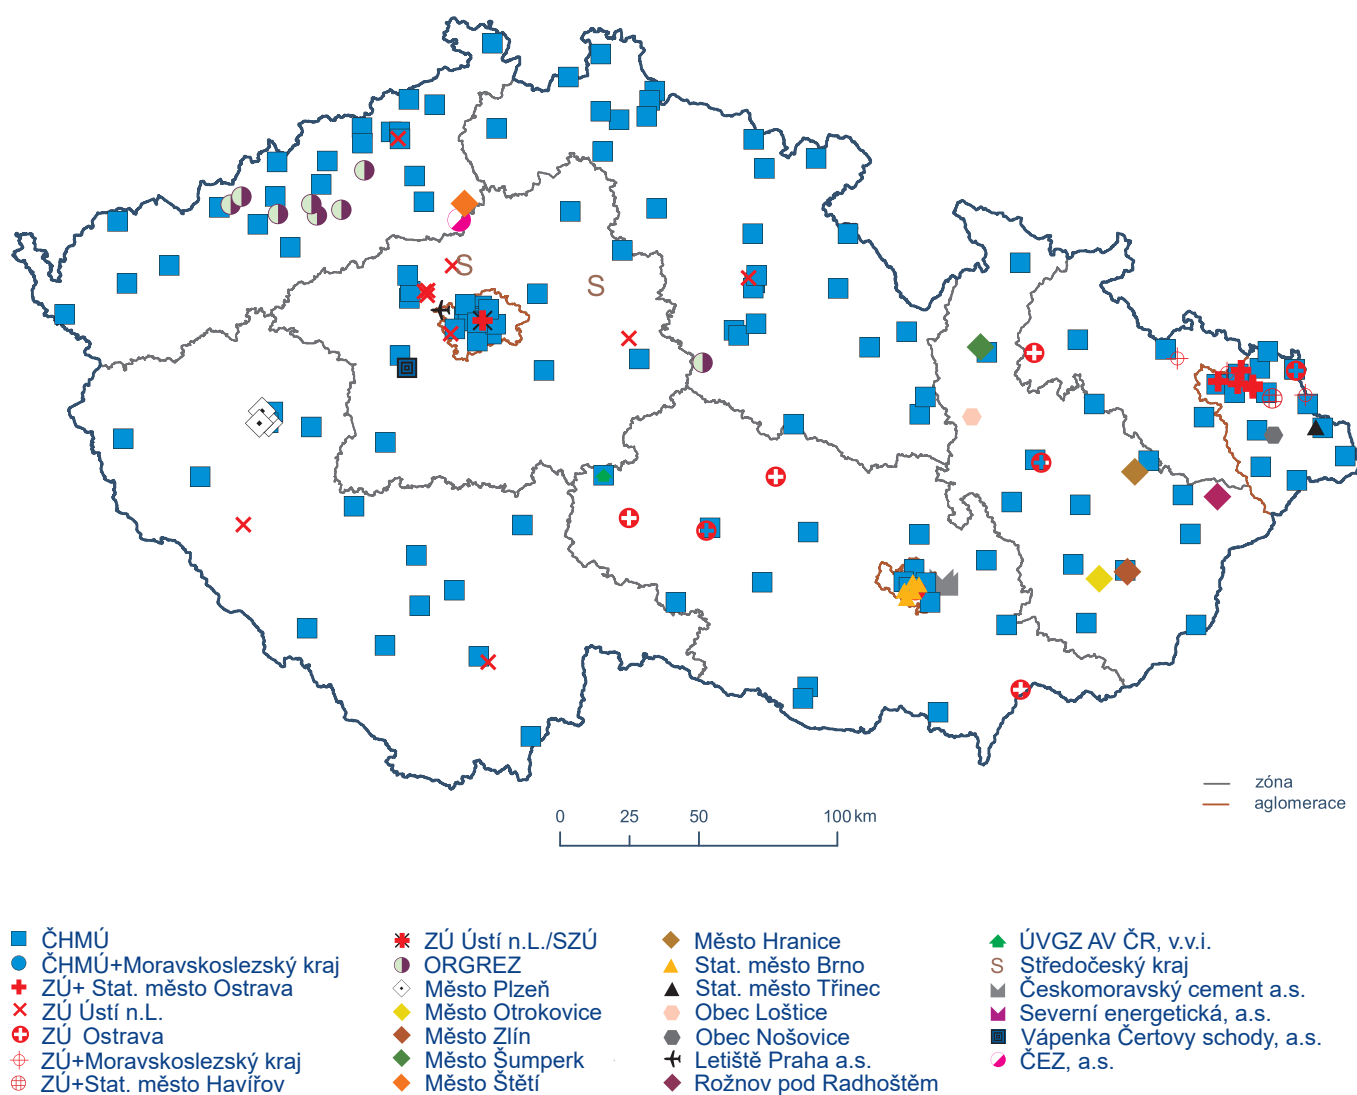 S
S
zóna
aglomerace
0 25 50 100 km
ČHMÚ
ČHMÚ+Moravskoslezský kraj
ZÚ+ Stat. město Ostrava
ZÚ Ústí n.L.
ZÚ Ostrava
ZÚ+Moravskoslezský kraj
ZÚ+Stat. město Havířov
ZÚ Ústí n.L./SZÚ
ORGREZ
Město Plzeň
Město Otrokovice
Město Zlín
Město Šumperk
Město Štětí
Město Hranice
Stat. město Brno
Stat. město Třinec
Obec Loštice
Obec Nošovice
Letiště Praha a.s.
Rožnov pod Radhoštěm
ÚVGZ AV ČR, v.v.i.
S Středočeský kraj
Českomoravský cement a.s.
Severní energetická, a.s.
Vápenka Čertovy schody, a.s.
ČEZ, a.s.